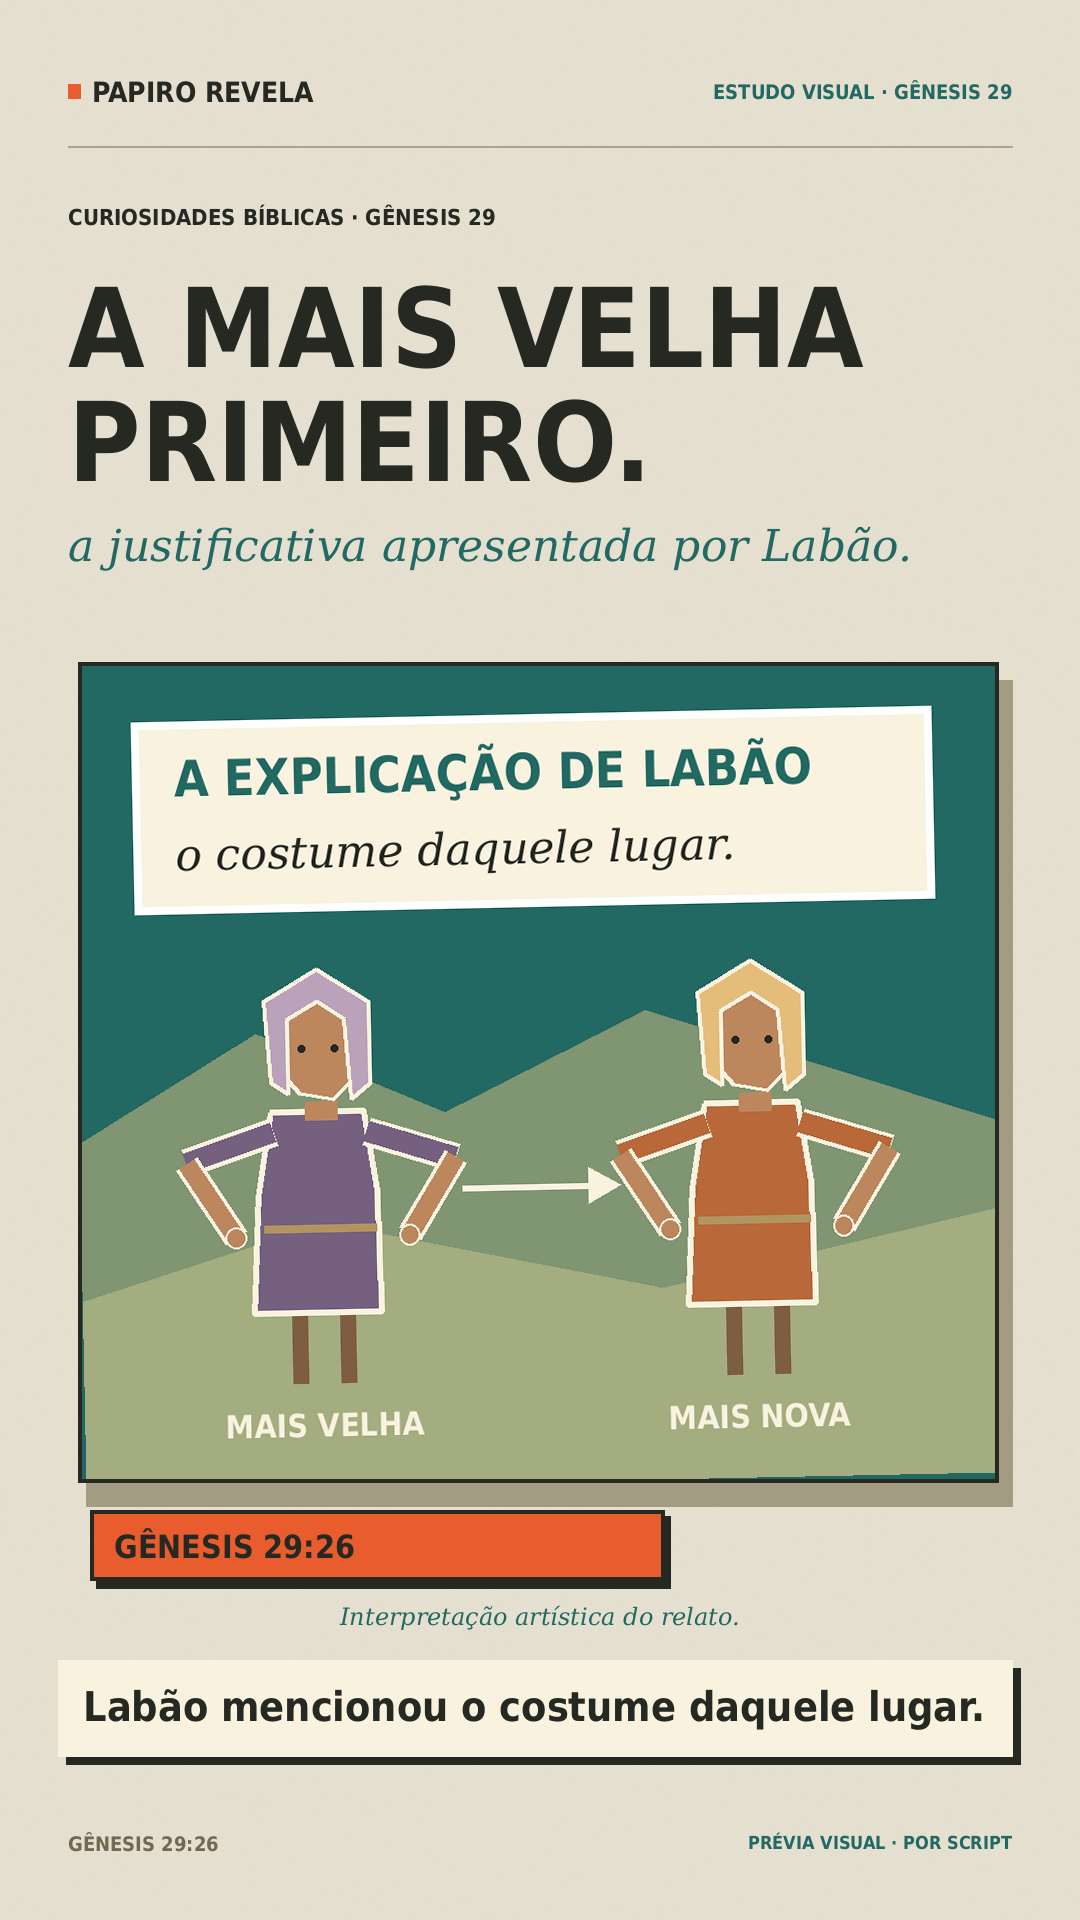 PAPIRO REVELA
ESTUDO VISUAL · GÊNESIS 29
CURIOSIDADES BÍBLICAS · GÊNESIS 29
A MAIS VELHA
PRIMEIRO.
a justificativa apresentada por Labão.
A EXPLICAÇÃO DE LABÃO
o costume daquele lugar.
MAIS VELHA
MAIS NOVA
GÊNESIS 29:26
Interpretação artística do relato.
Labão mencionou o costume daquele lugar.
GÊNESIS 29:26
PRÉVIA VISUAL · POR SCRIPT